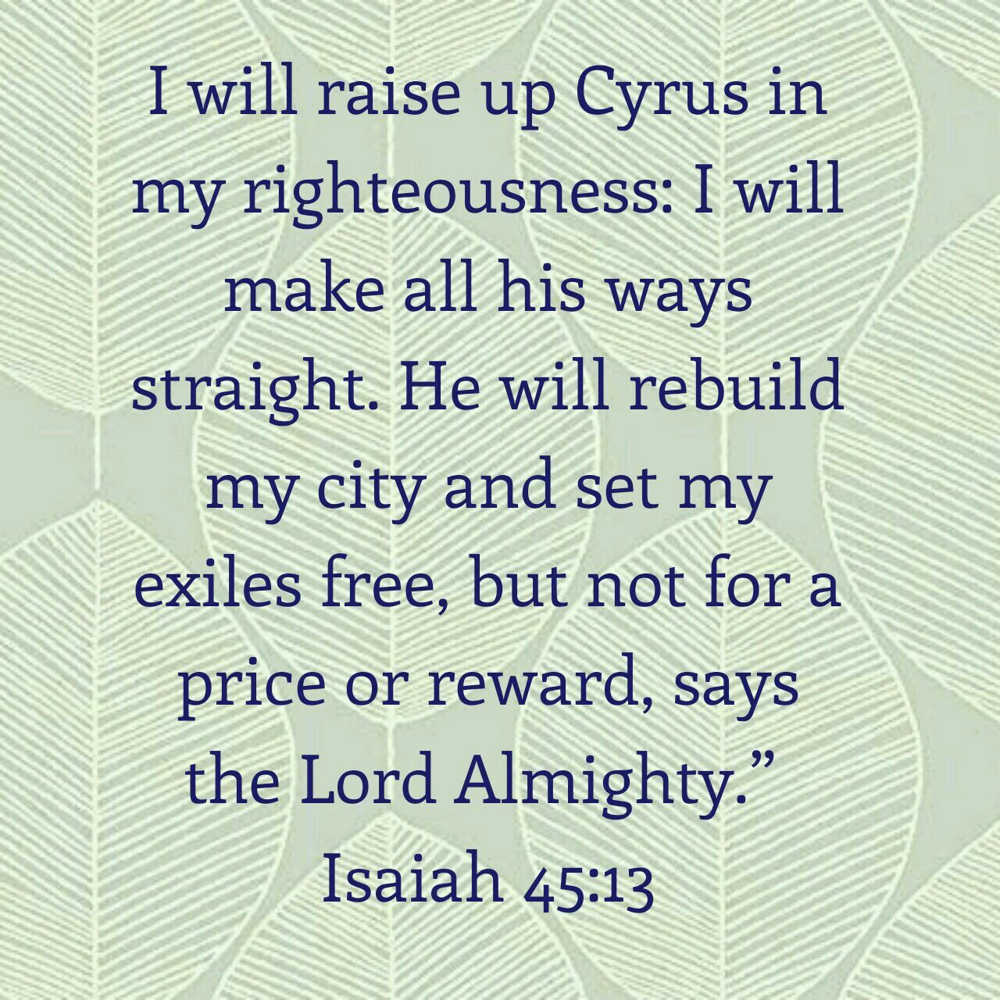 I will raise up Cyrus in
my righteousness: I will
make all his ways
straight. He will rebuild
my city and set my
exiles free, but not for a
price or reward, says
the Lord Almighty.”
Isaiah 45:13